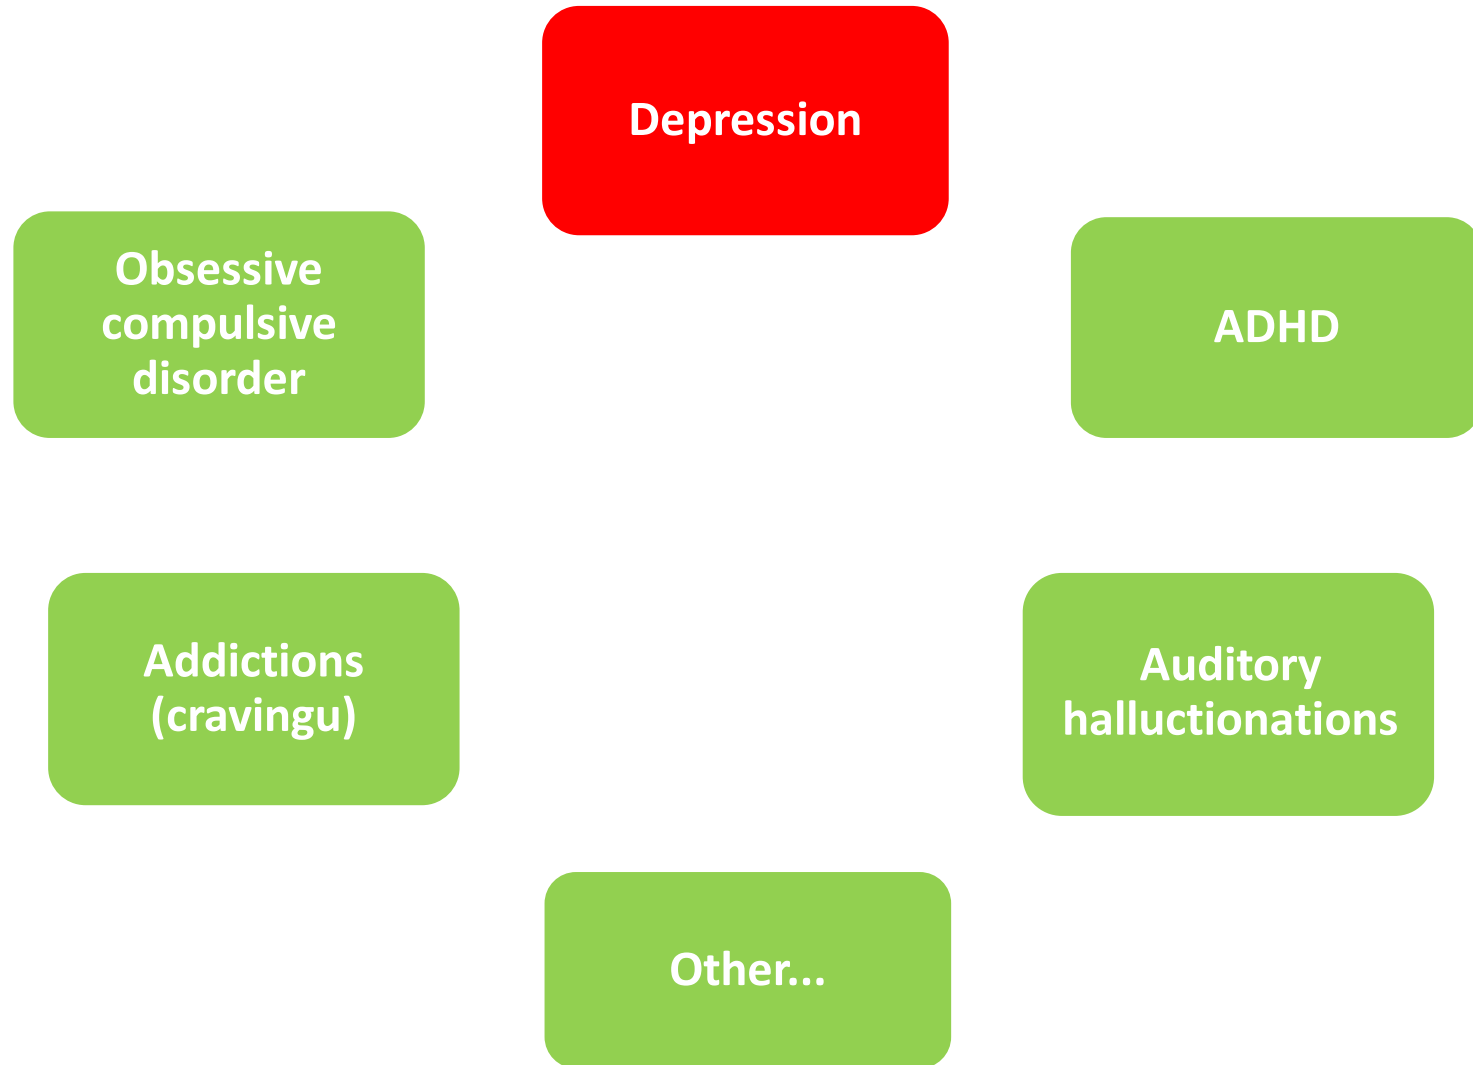 Depression
Obsessive
compulsive
disorder
ADHD
Addictions
(cravingu)
Auditory
halluctionations
Other...